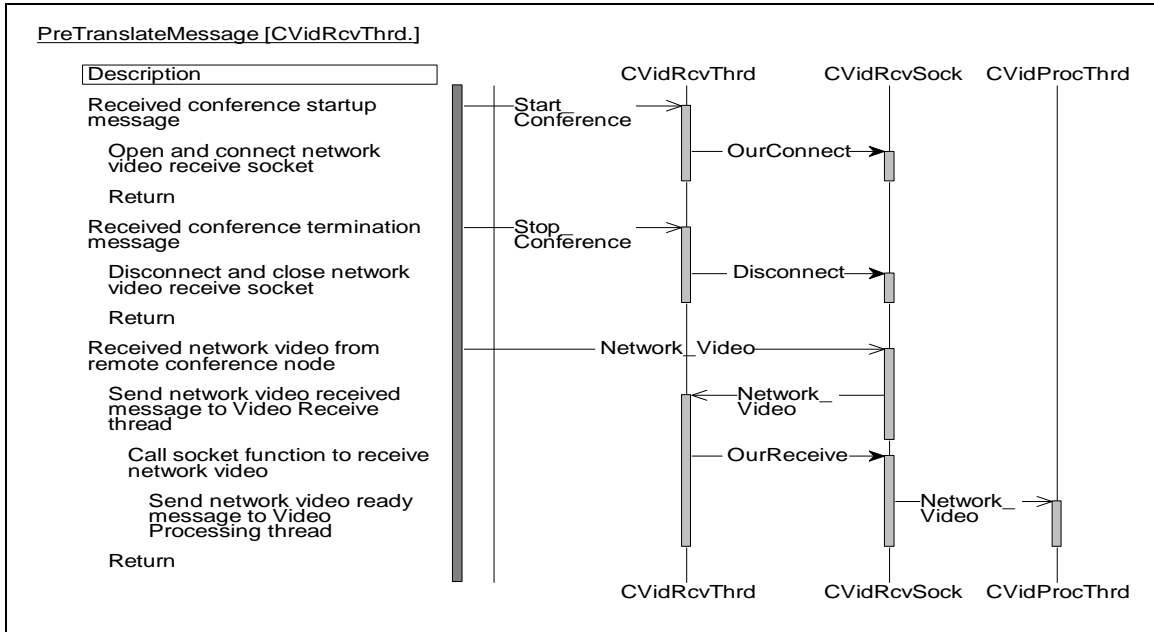 PreTranslateMessage [CVidRcvThrd.]
Description
CVidRcvThrd
CVidRcvSock
CVidProcThrd
Received conference startup
message
Start_
Conference
Open and connect network
video receive socket
OurConnect
Return
Received conference termination
message
Stop_
Conference
Disconnect and close network
video receive socket
Disconnect
Return
Received network video from
remote conference node
Network_Video
Send network video received
message to Video Receive
thread
Network_
Video
Call socket function to receive
network video
OurReceive
Send network video ready
message to Video
Processing thread
Network_
Video
Return
CVidRcvThrd
CVidRcvSock
CVidProcThrd